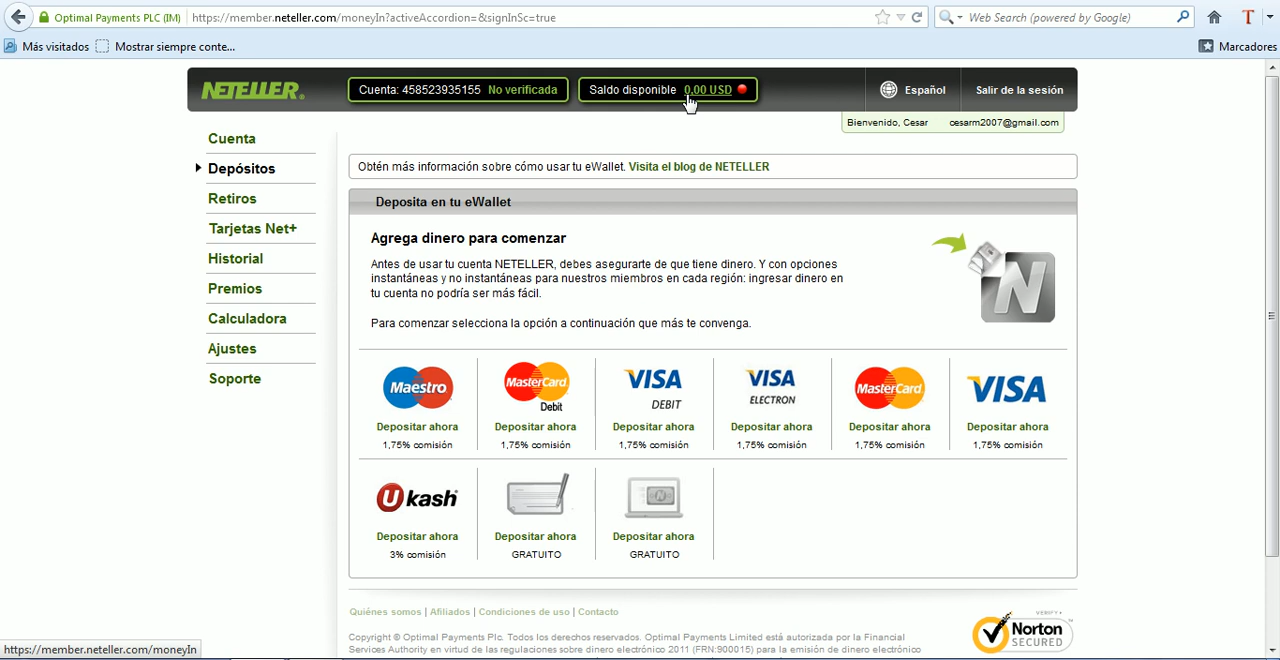 Optimal Payments PLC (IM) https://member.neteller.com/moneyIn?activeAccordion=&signInSc=true Web Search (powered by Google) T
Más visitados Mostrar siempre conte... Marcadores
NETELLER. Cuenta: 458523935155 No verificada Saldo disponible 0,00 USD Español Salir de la sesión
Bienvenido, Cesar cesarm2007@gmail.com
Cuenta
Depósitos
Retiros
Tarjetas Net+
Historial
Premios
Calculadora
Ajustes
Soporte
Obtén más información sobre cómo usar tu eWallet. Visita el blog de NETELLER
Deposita en tu eWallet
Agrega dinero para comenzar
Antes de usar tu cuenta NETELLER, debes asegurarte de que tiene dinero. Y con opciones
instantáneas y no instantáneas para nuestros miembros en cada región: ingresar dinero en
tu cuenta no podría ser más fácil.
Para comenzar selecciona la opción a continuación que más te convenga.
N
Maestro MasterCard Debit VISA DEBIT VISA ELECTRON MasterCard VISA
Depositar ahora Depositar ahora Depositar ahora Depositar ahora Depositar ahora Depositar ahora
1,75% comisión 1,75% comisión 1,75% comisión 1,75% comisión 1,75% comisión 1,75% comisión
Ukash N
Depositar ahora Depositar ahora Depositar ahora
3% comisión GRATUITO GRATUITO
Quiénes somos | Afiliados | Condiciones de uso | Contacto
Copyright © Optimal Payments Plc. Todos los derechos reservados. Optimal Payments Limited está autorizada por la Financial
Services Authority en virtud de las regulaciones sobre dinero electrónico 2011 (FRN:900015) para la emisión de dinero electrónico
VERIFY
Norton
SECURED
https://member.neteller.com/moneyIn